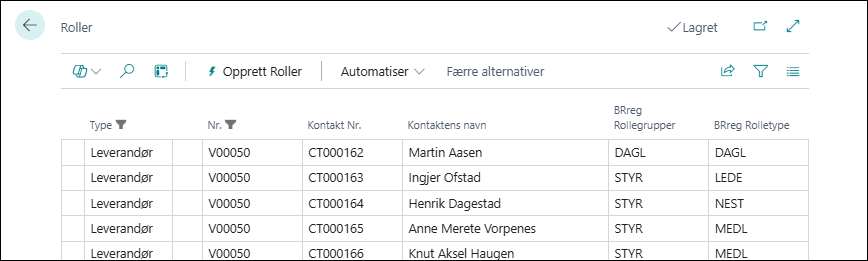 Roller
Lagret
Opprett Roller
Automatiser
Færre alternativer
Type Nr. Kontakt Nr. Kontaktens navn BRreg Rollegrupper BRreg Rolletype
Leverandør V00050 CT000162 Martin Aasen DAGL DAGL
Leverandør V00050 CT000163 Ingjer Ofstad STYR LEDE
Leverandør V00050 CT000164 Henrik Dagestad STYR NEST
Leverandør V00050 CT000165 Anne Merete Vorpenes STYR MEDL
Leverandør V00050 CT000166 Knut Aksel Haugen STYR MEDL